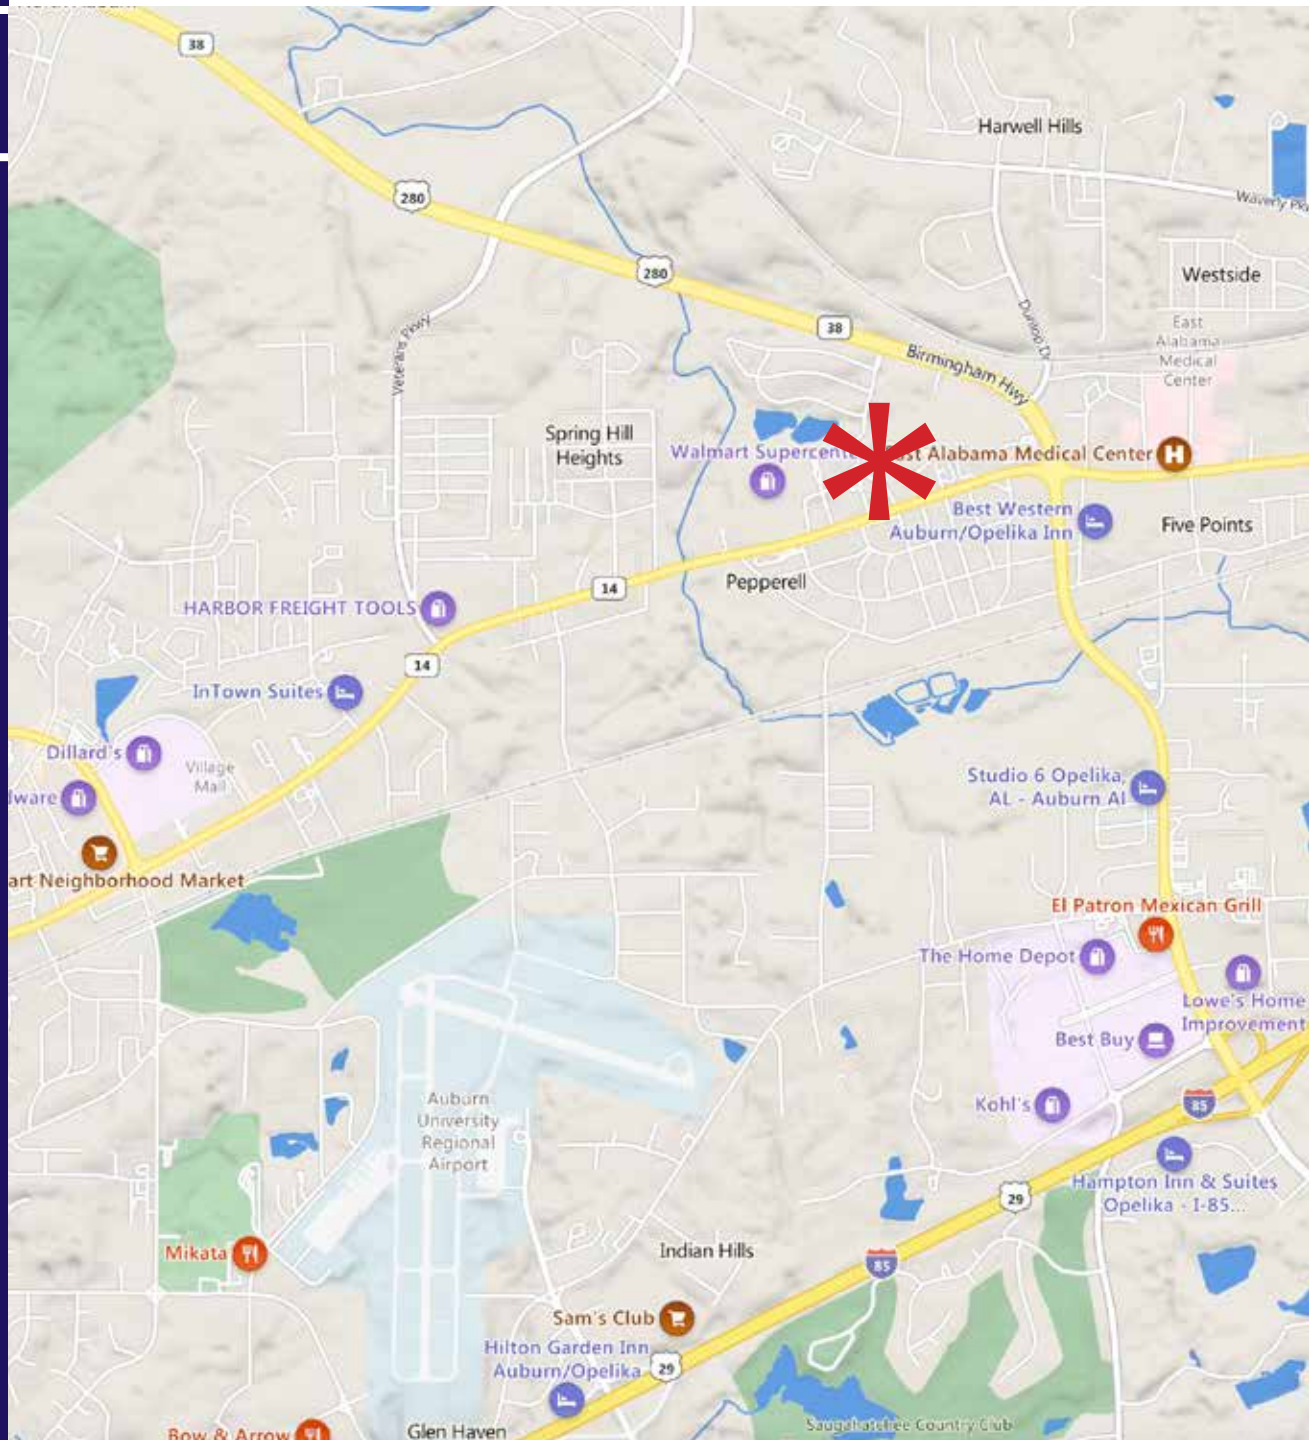 38
Harwell Hills
280
Waverly
Westside
280
38
Dunlop Dr
East
Alabama
Medical
Center
Veterans Pkwy
Birmingham Hwy
Spring Hill
Heights
Walmart Supercente
st Alabama Medical Center
H
Best Western
Auburn/Opelika Inn
Five Points
14
Pepperell
HARBOR FREIGHT TOOLS
14
InTown Suites
Dillard's
Village
Mall
lware
Studio 6 Opelika,
AL - Auburn Al
art Neighborhood Market
El Patron Mexican Grill
The Home Depot
Lowe's Home
Improvement
Best Buy
Auburn
University
Regional
Airport
Kohl's
85
Hampton Inn & Suites
Opelika - I-85...
29
Mikata
Indian Hills
85
Sam's Club
Hilton Garden Inn
Auburn/Opelika
29
Saugahatchee Country Club
Bow & Arrow
Glen Haven